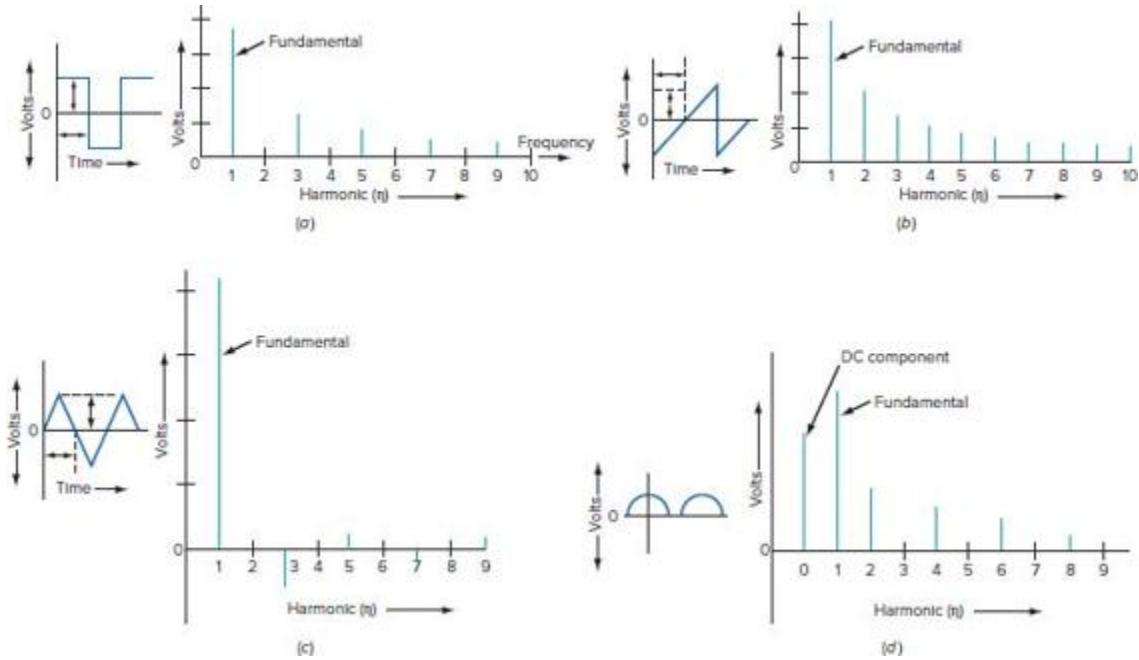 Volts
0
Time
Volts
Fundamental
0
1 2 3 4 5 6 7 8 9 10
Frequency
Harmonic (η)
(a)
Volts
0
Time
Volts
Fundamental
0
1 2 3 4 5 6 7 8 9 10
Harmonic (η)
(b)
Volts
0
Time
Volts
Fundamental
0
1 2 3 4 5 6 7 8 9
Harmonic (η)
(c)
Volts
0
Volts
DC component
Fundamental
0
0 1 2 3 4 5 6 7 8 9
Harmonic (η)
(d)